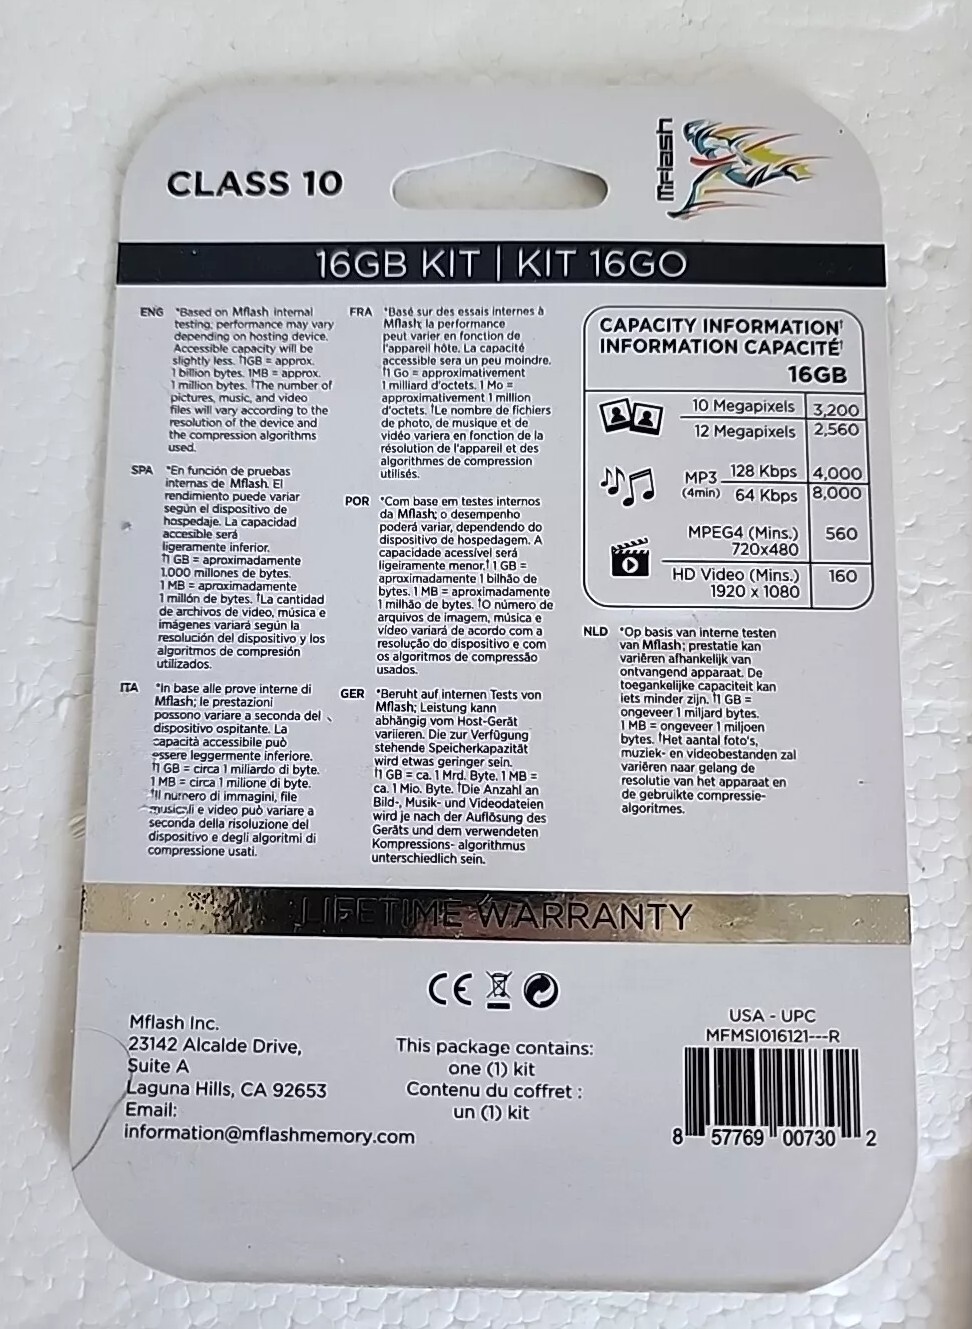 CLASS 10
Mflash
16GB KIT | KIT 16GO
ENG *Based on Mflash internal
testing; performance may vary
depending on hosting device.
Accessible capacity will be
slightly less. †1GB = approx.
1 billion bytes. 1MB = approx.
1 million bytes. †The number of
pictures, music, and video
files will vary according to the
resolution of the device and
the compression algorithms
used.
SPA *En función de pruebas
internas de Mflash. El
rendimiento puede variar
según el dispositivo de
hospedaje. La capacidad
accesible será
ligeramente inferior.
†1 GB = aproximadamente
1.000 millones de bytes.
1 MB = aproximadamente
1 millón de bytes. †La cantidad
de archivos de video, música e
imágenes variará según la
resolución del dispositivo y los
algoritmos de compresión
utilizados.
ITA *In base alle prove interne di
Mflash; le prestazioni
possono variare a seconda del
dispositivo ospitante. La
capacità accessibile può
essere leggermente inferiore.
†1 GB = circa 1 miliardo di byte.
1 MB = circa 1 milione di byte.
†Il numero di immagini, file
musicali e video può variare a
seconda della risoluzione del
dispositivo e degli algoritmi di
compressione usati.
FRA *Basé sur des essais internes à
Mflash; la performance
peut varier en fonction de
l'appareil hôte. La capacité
accessible sera un peu moindre.
†1 Go = approximativement
1 milliard d'octets. 1 Mo =
approximativement 1 million
d'octets. †Le nombre de fichiers
de photo, de musique et de
vidéo variera en fonction de la
résolution de l'appareil et des
algorithmes de compression
utilisés.
POR *Com base em testes internos
da Mflash; o desempenho
poderá variar, dependendo do
dispositivo de hospedagem. A
capacidade acessível será
ligeiramente menor.† 1 GB =
aproximadamente 1 bilhão de
bytes. 1 MB = aproximadamente
1 milhão de bytes. †O número de
arquivos de imagem, música e
vídeo variará de acordo com a
resolução do dispositivo e com
os algoritmos de compressão
usados.
GER *Beruht auf internen Tests von
Mflash; Leistung kann
abhängig vom Host-Gerät
variieren. Die zur Verfügung
stehende Speicherkapazität
wird etwas geringer sein.
†1 GB = ca. 1 Mrd. Byte. 1 MB =
ca. 1 Mio. Byte. †Die Anzahl an
Bild-, Musik- und Videodateien
wird je nach der Auflösung des
Geräts und dem verwendeten
Kompressions- algorithmus
unterschiedlich sein.
CAPACITY INFORMATION†
INFORMATION CAPACITÉ†
16GB
10 Megapixels 3,200
12 Megapixels 2,560
MP3 128 Kbps 4,000
(4min) 64 Kbps 8,000
MPEG4 (Mins.) 560
720x480
HD Video (Mins.) 160
1920 x 1080
NLD *Op basis van interne testen
van Mflash; prestatie kan
variëren afhankelijk van
ontvangend apparaat. De
toegankelijke capaciteit kan
iets minder zijn. †1 GB =
ongeveer 1 miljard bytes.
1 MB = ongeveer 1 miljoen
bytes. †Het aantal foto's,
muziek- en videobestanden zal
variëren naar gelang de
resolutie van het apparaat en
de gebruikte compressie-
algoritmes.
LIFETIME WARRANTY
CE
Mflash Inc.
23142 Alcalde Drive,
Suite A
Laguna Hills, CA 92653
Email:
information@mflashmemory.com
This package contains:
one (1) kit
Contenu du coffret :
un (1) kit
USA - UPC
MFMSI016121---R
8 57769 00730 2